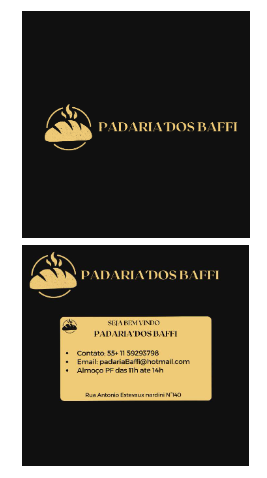 PADARIA DOS BAFFI
PADARIA DOS BAFFI
SEJA BEM VINDO
PADARIA DOS BAFFI
• Contato: 55+ 11 59293798
• Email: padariaBaffi@hotmail.com
• Almoço PF das 11h ate 14h
Rua Antonio Estevaus nardini N°140